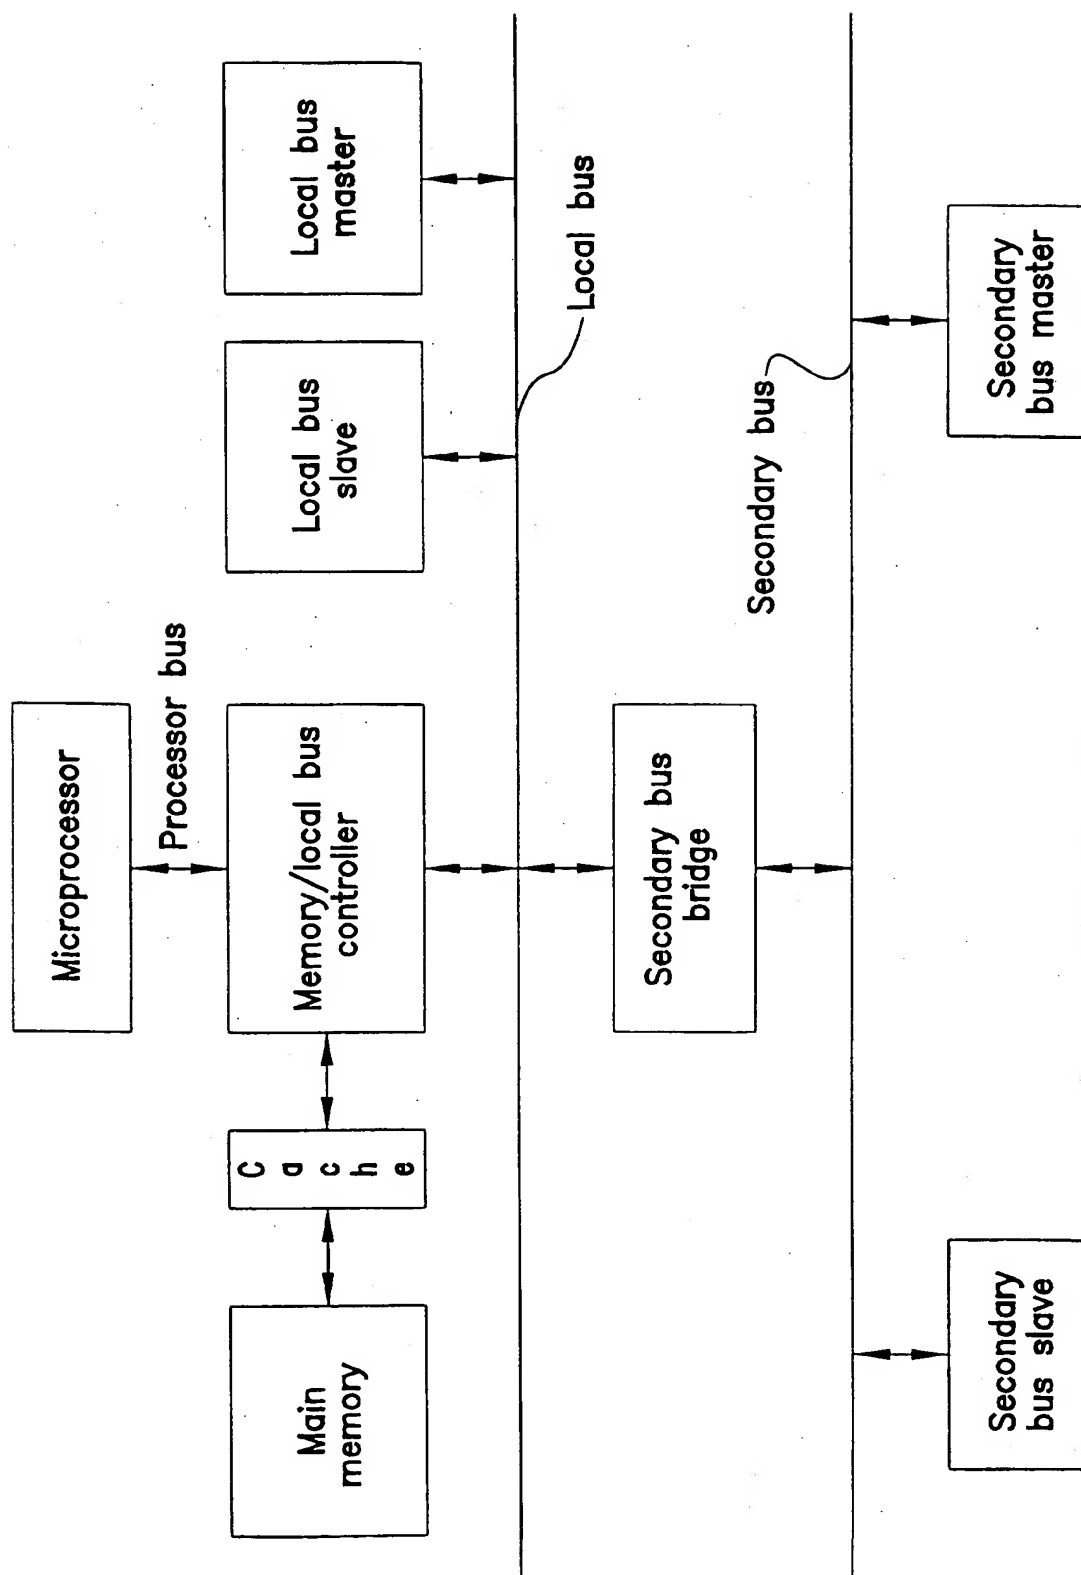 Microprocessor
Processor bus
Main
memory
C
a
c
h
e
Memory/local bus
controller
Local bus
slave
Local bus
master
Local bus
Secondary bus
bridge
Secondary bus
Secondary
bus slave
Secondary
bus master